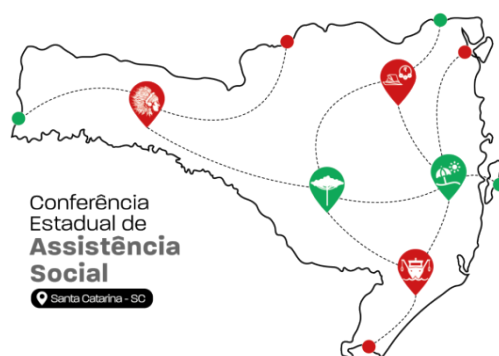 Conferência
Estadual de
Assistência
Social
Santa Catarina - SC